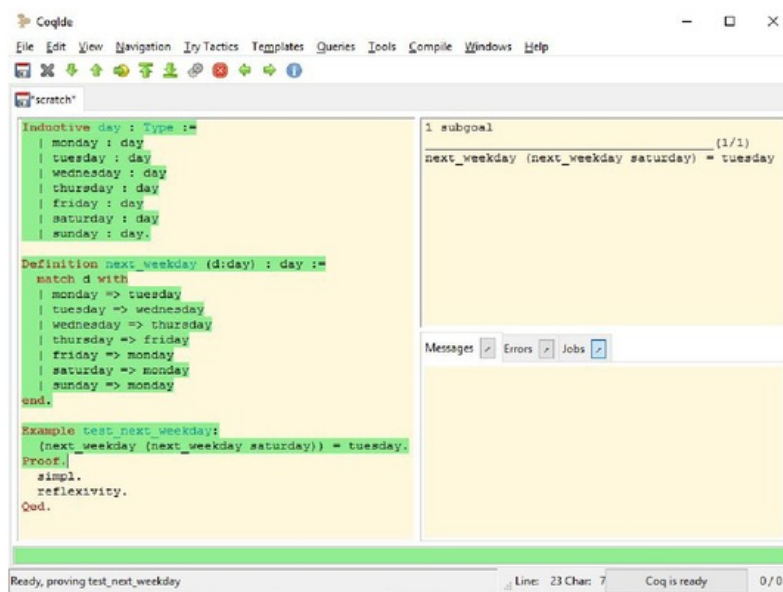 CoqIde
File Edit View Navigation Try Tactics Templates Queries Tools Compile Windows Help
*scratch*
Inductive day : Type :=
| monday : day
| tuesday : day
| wednesday : day
| thursday : day
| friday : day
| saturday : day
| sunday : day.
Definition next_weekday (d:day) : day :=
match d with
| monday => tuesday
| tuesday => wednesday
| wednesday => thursday
| thursday => friday
| friday => monday
| saturday => monday
| sunday => monday
end.
Example test_next_weekday:
(next_weekday (next_weekday saturday)) = tuesday.
Proof.
simpl.
reflexivity.
Qed.
1 subgoal
(1/1)
next_weekday (next_weekday saturday) = tuesday
Messages Errors Jobs
Ready, proving test_next_weekday Line: 23 Char: 7 Coq is ready 0 / 0